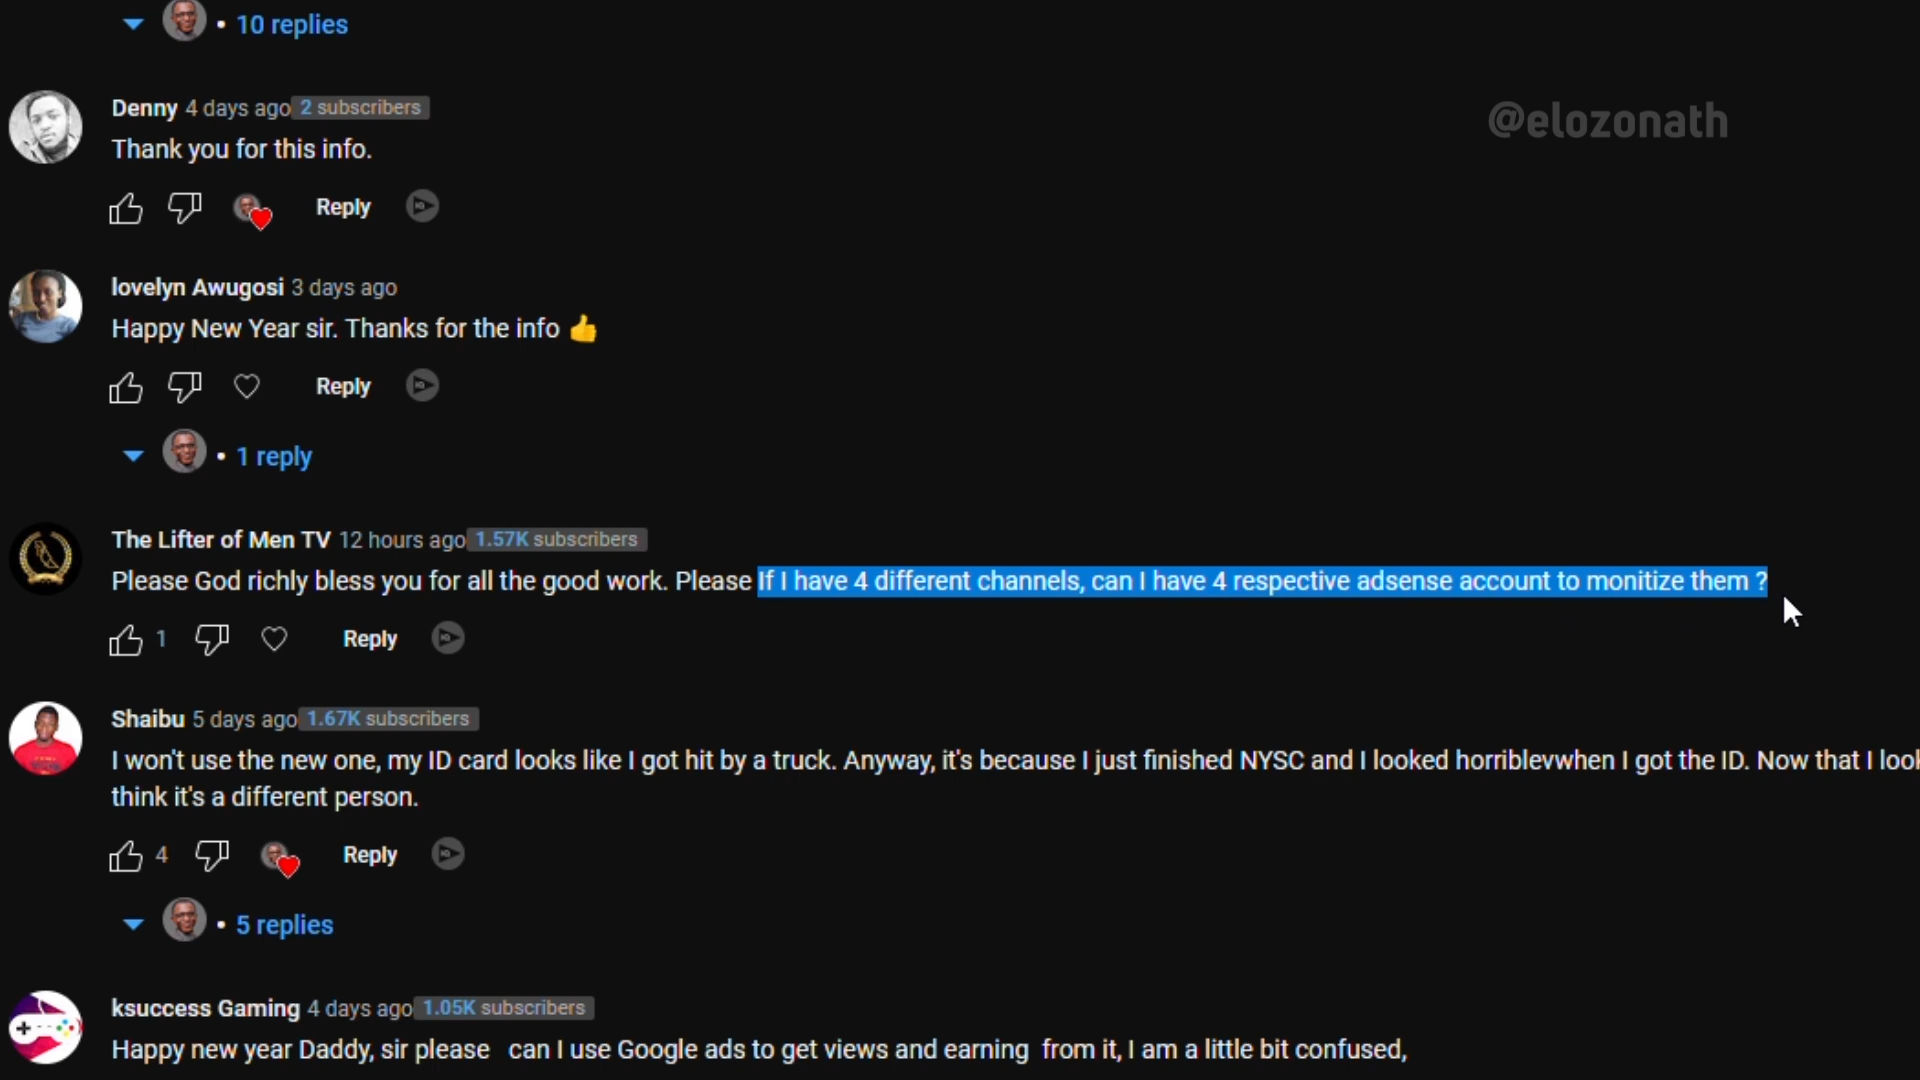 10 replies
Denny 4 days ago 2 subscribers
@elozonath
Thank you for this info.
Reply
lovelyn Awugosi 3 days ago
Happy New Year sir. Thanks for the info 👍
Reply
1 reply
The Lifter of Men TV 12 hours ago 1.57K subscribers
Please God richly bless you for all the good work. Please If I have 4 different channels, can I have 4 respective adsense account to monitize them ?
1 Reply
Shaibu 5 days ago 1.67K subscribers
I won't use the new one, my ID card looks like I got hit by a truck. Anyway, it's because I just finished NYSC and I looked horriblevwhen I got the ID. Now that I look
think it's a different person.
4 Reply
5 replies
ksuccess Gaming 4 days ago 1.05K subscribers
Happy new year Daddy, sir please can I use Google ads to get views and earning from it, I am a little bit confused,